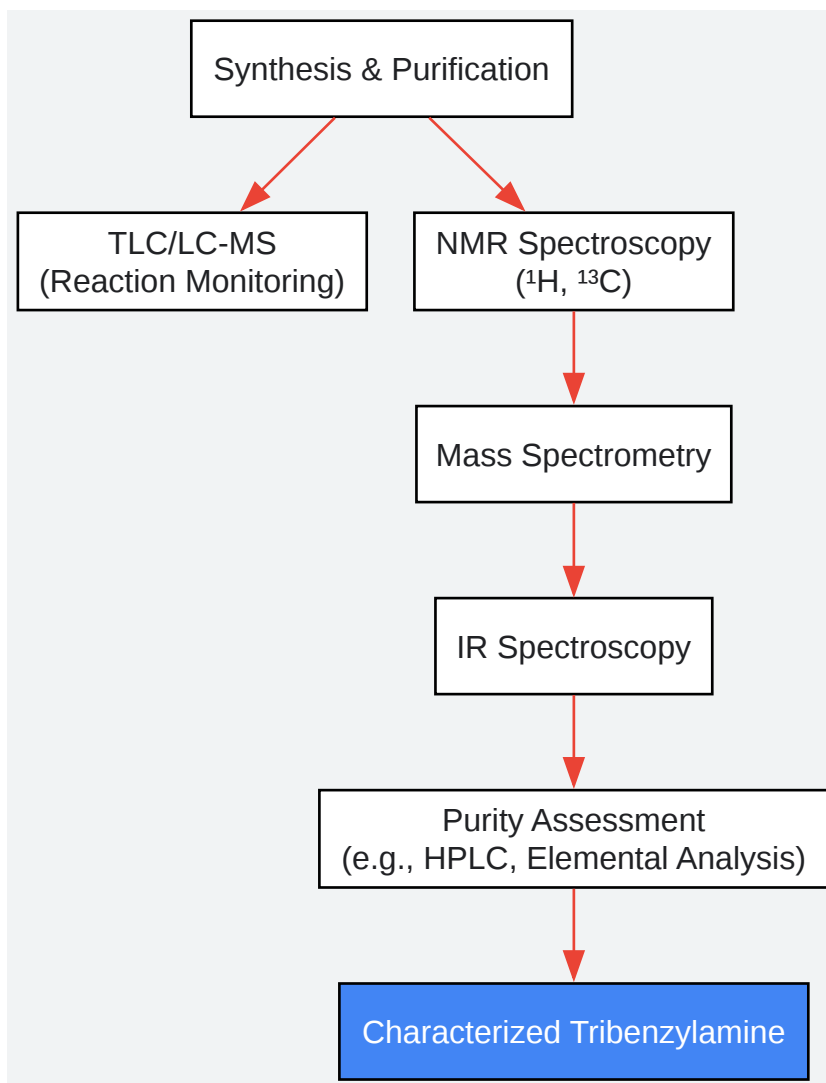 Synthesis & Purification
TLC/LC-MS
(Reaction Monitoring)
NMR Spectroscopy
(¹H, ¹³C)
Mass Spectrometry
IR Spectroscopy
Purity Assessment
(e.g., HPLC, Elemental Analysis)
Characterized Tribenzylamine